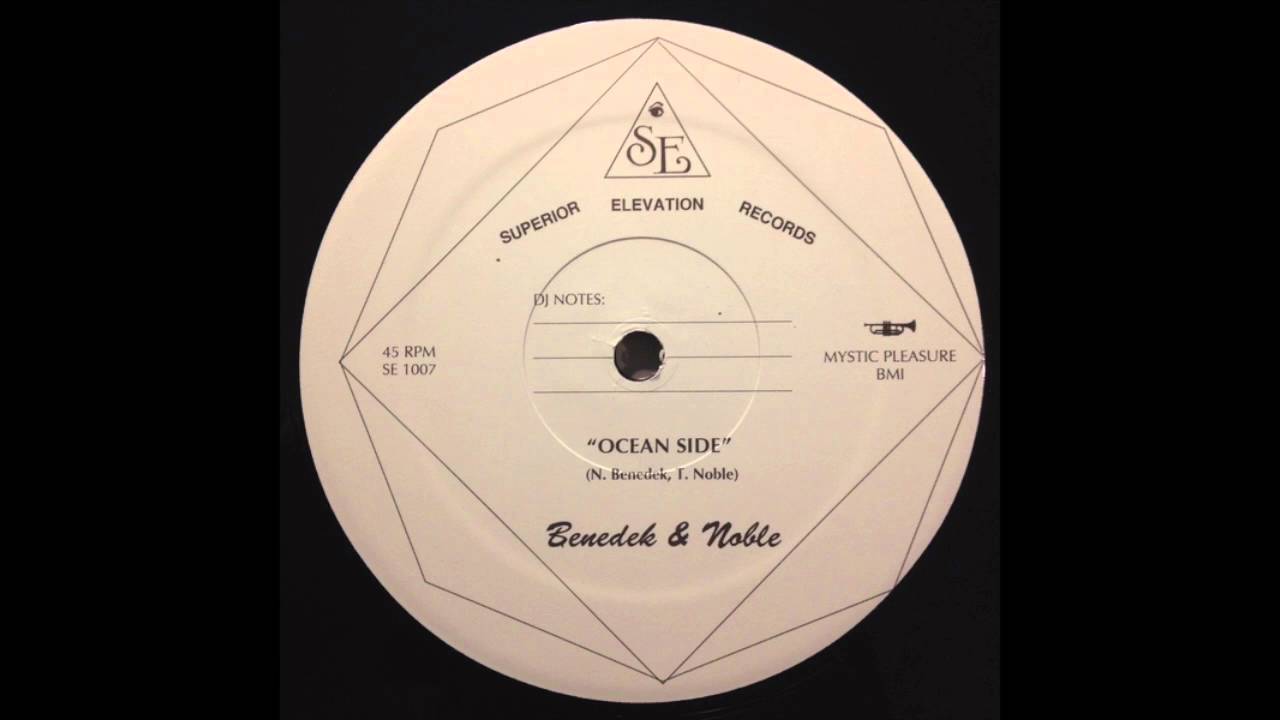 SE
SUPERIOR ELEVATION RECORDS
DJ NOTES:
45 RPM
SE 1007
MYSTIC PLEASURE
BMI
“OCEAN SIDE”
(N. Benedek, T. Noble)
Benedek & Noble